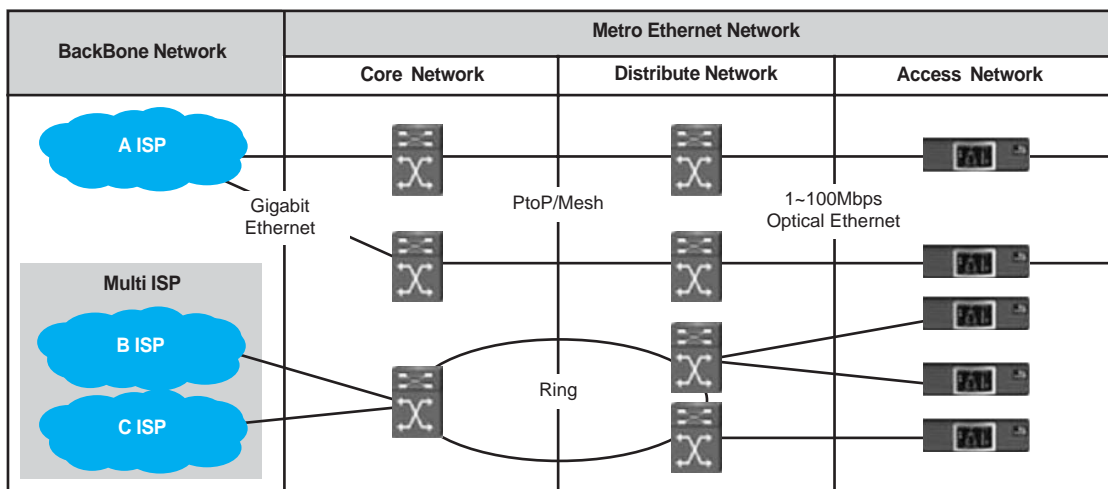 BackBone Network
Metro Ethernet Network
Core Network
Distribute Network
Access Network
A ISP
Gigabit
Ethernet
PtoP/Mesh
1~100Mbps
Optical Ethernet
Multi ISP
B ISP
C ISP
Ring